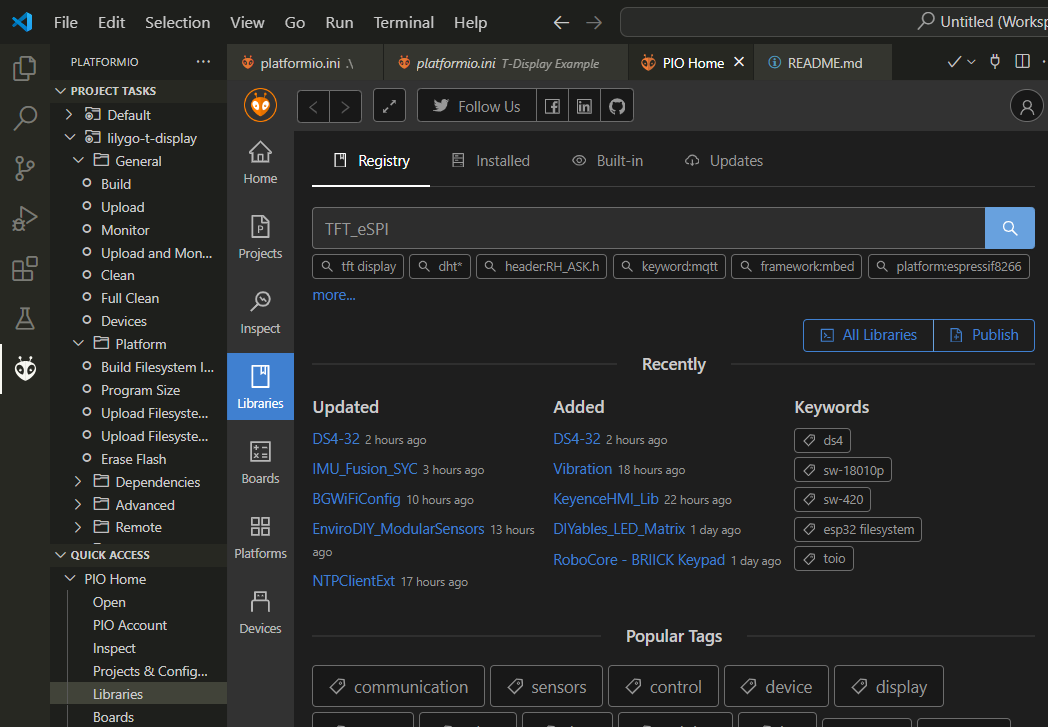 File Edit Selection View Go Run Terminal Help
Untitled (Worksp
PLATFORMIO
platformio.ini .\
platformio.ini T-Display Example
PIO Home
README.md
PROJECT TASKS
Default
lilygo-t-display
General
Build
Upload
Monitor
Upload and Mon...
Clean
Full Clean
Devices
Platform
Build Filesystem I...
Program Size
Upload Filesyste...
Upload Filesyste...
Erase Flash
Dependencies
Advanced
Remote
QUICK ACCESS
PIO Home
Open
PIO Account
Inspect
Projects & Config...
Libraries
Boards
Home
Projects
Inspect
Libraries
Boards
Platforms
Devices
Follow Us
Registry Installed Built-in Updates
TFT_eSPI
tft display dht* header:RH_ASK.h keyword:mqtt framework:mbed platform:espressif8266
more...
All Libraries Publish
Recently
Updated
DS4-32 2 hours ago
IMU_Fusion_SYC 3 hours ago
BGWiFiConfig 10 hours ago
EnviroDIY_ModularSensors 13 hours
ago
NTPClientExt 17 hours ago
Added
DS4-32 2 hours ago
Vibration 18 hours ago
KeyenceHMI_Lib 22 hours ago
DIYables_LED_Matrix 1 day ago
RoboCore - BRIICK Keypad 1 day ago
Keywords
ds4
sw-18010p
sw-420
esp32 filesystem
toio
Popular Tags
communication sensors control device display